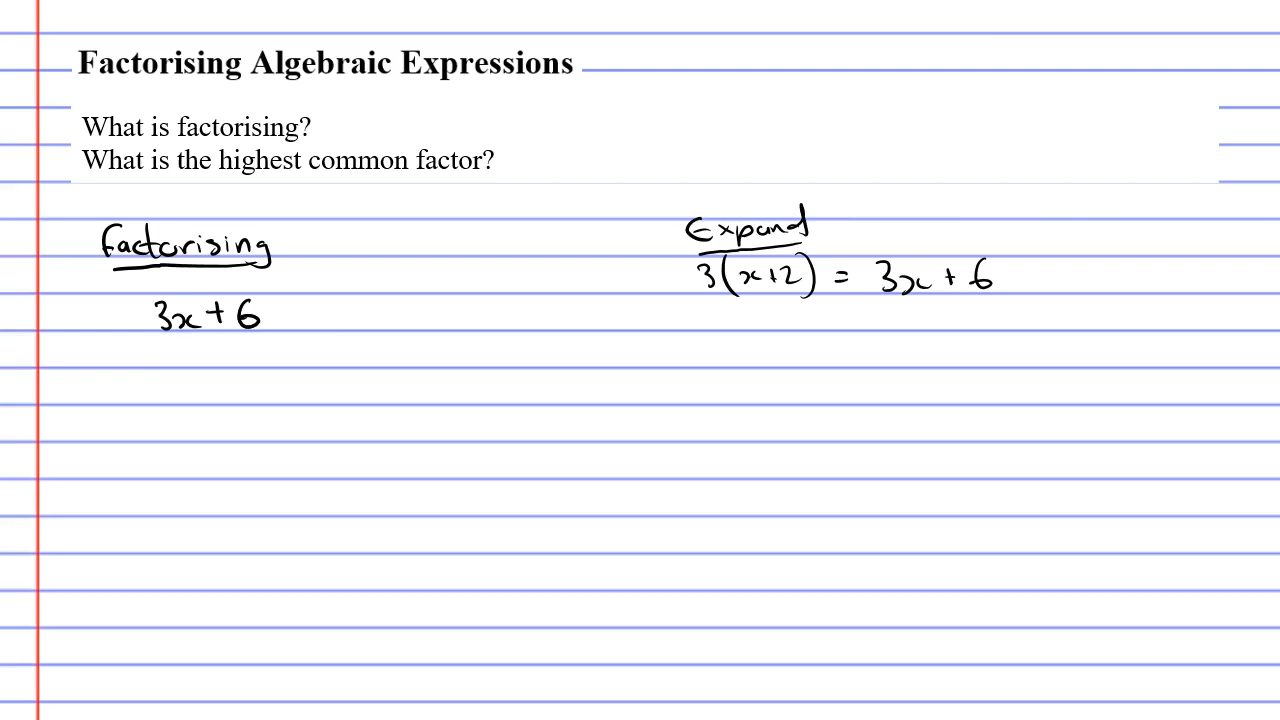 Factorising Algebraic Expressions
What is factorising?
What is the highest common factor?
Factorising
3x + 6
Expand
3(x+2) = 3x + 6